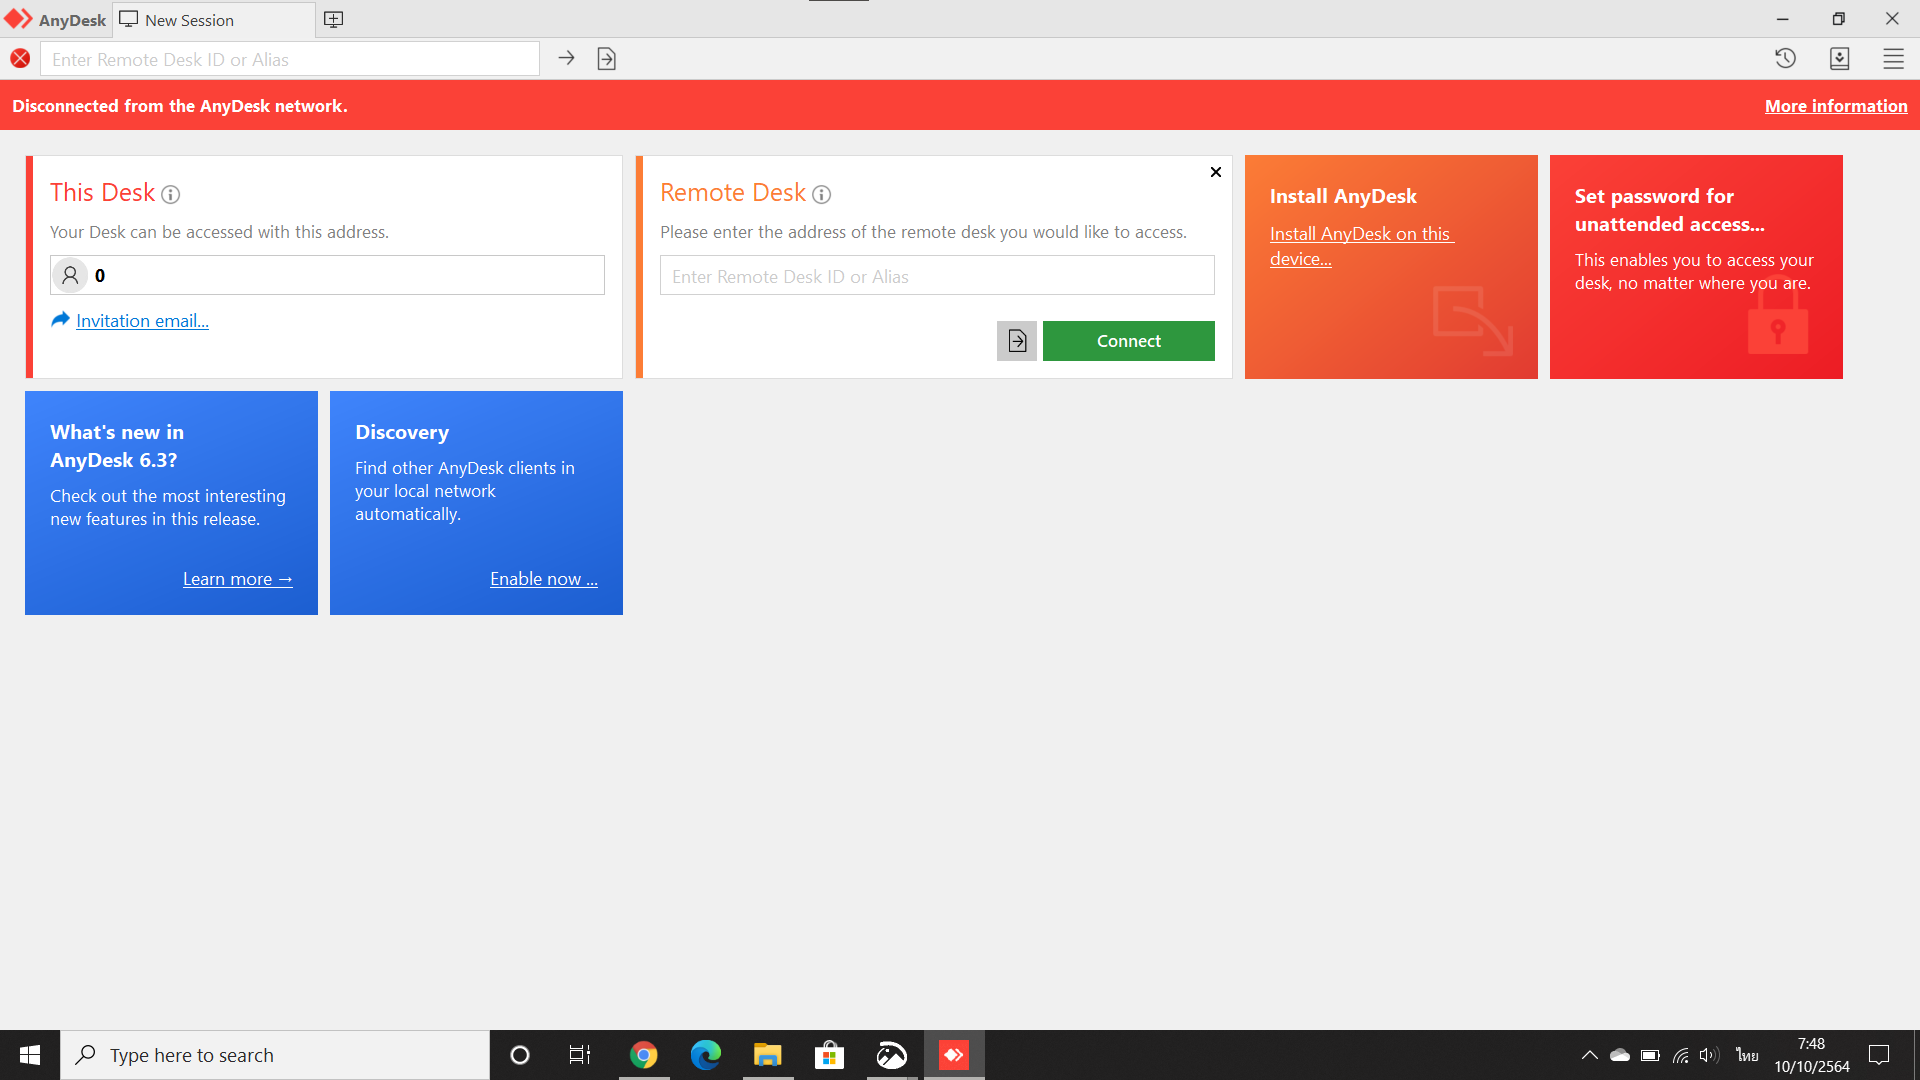 AnyDesk
New Session
Enter Remote Desk ID or Alias
Disconnected from the AnyDesk network.
More information
This Desk
Your Desk can be accessed with this address.
0
Invitation email...
Remote Desk
Please enter the address of the remote desk you would like to access.
Enter Remote Desk ID or Alias
Connect
Install AnyDesk
Install AnyDesk on this
device...
Set password for
unattended access...
This enables you to access your
desk, no matter where you are.
What's new in
AnyDesk 6.3?
Check out the most interesting
new features in this release.
Learn more →
Discovery
Find other AnyDesk clients in
your local network
automatically.
Enable now ...
Type here to search
ไทย
7:48
10/10/2564